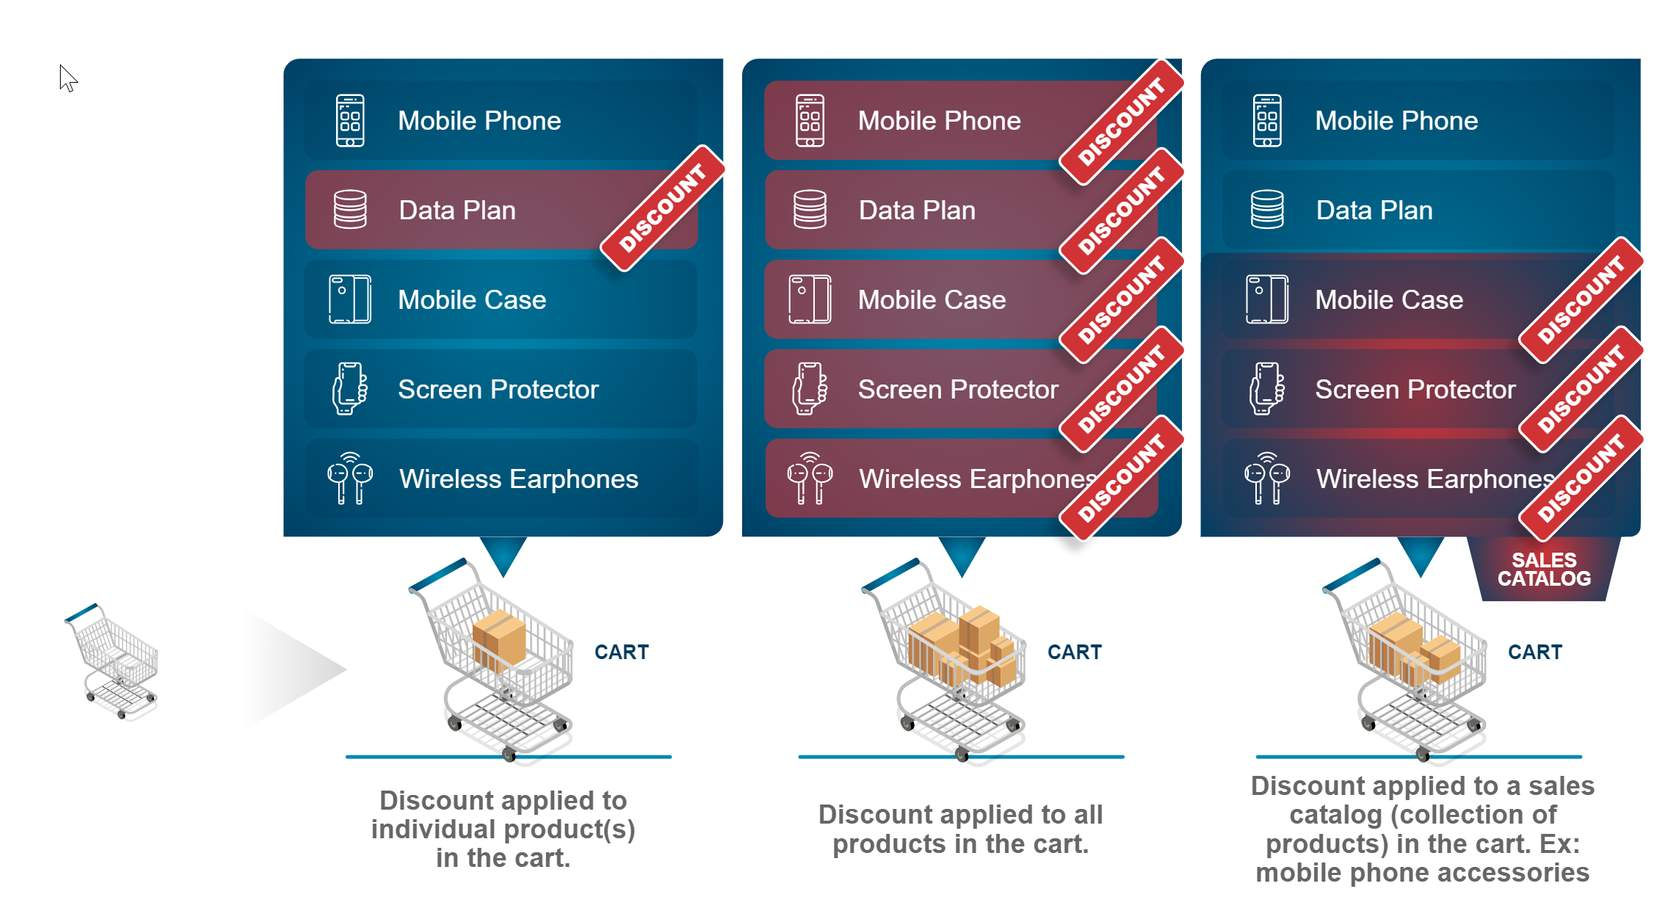 Mobile Phone
Data Plan
DISCOUNT
Mobile Case
Screen Protector
Wireless Earphones
CART
Discount applied to
individual product(s)
in the cart.
Mobile Phone
DISCOUNT
Data Plan
DISCOUNT
Mobile Case
DISCOUNT
Screen Protector
DISCOUNT
Wireless Earphones
DISCOUNT
CART
Discount applied to all
products in the cart.
Mobile Phone
Data Plan
Mobile Case
DISCOUNT
Screen Protector
DISCOUNT
Wireless Earphones
DISCOUNT
SALES
CATALOG
CART
Discount applied to a sales
catalog (collection of
products) in the cart. Ex:
mobile phone accessories